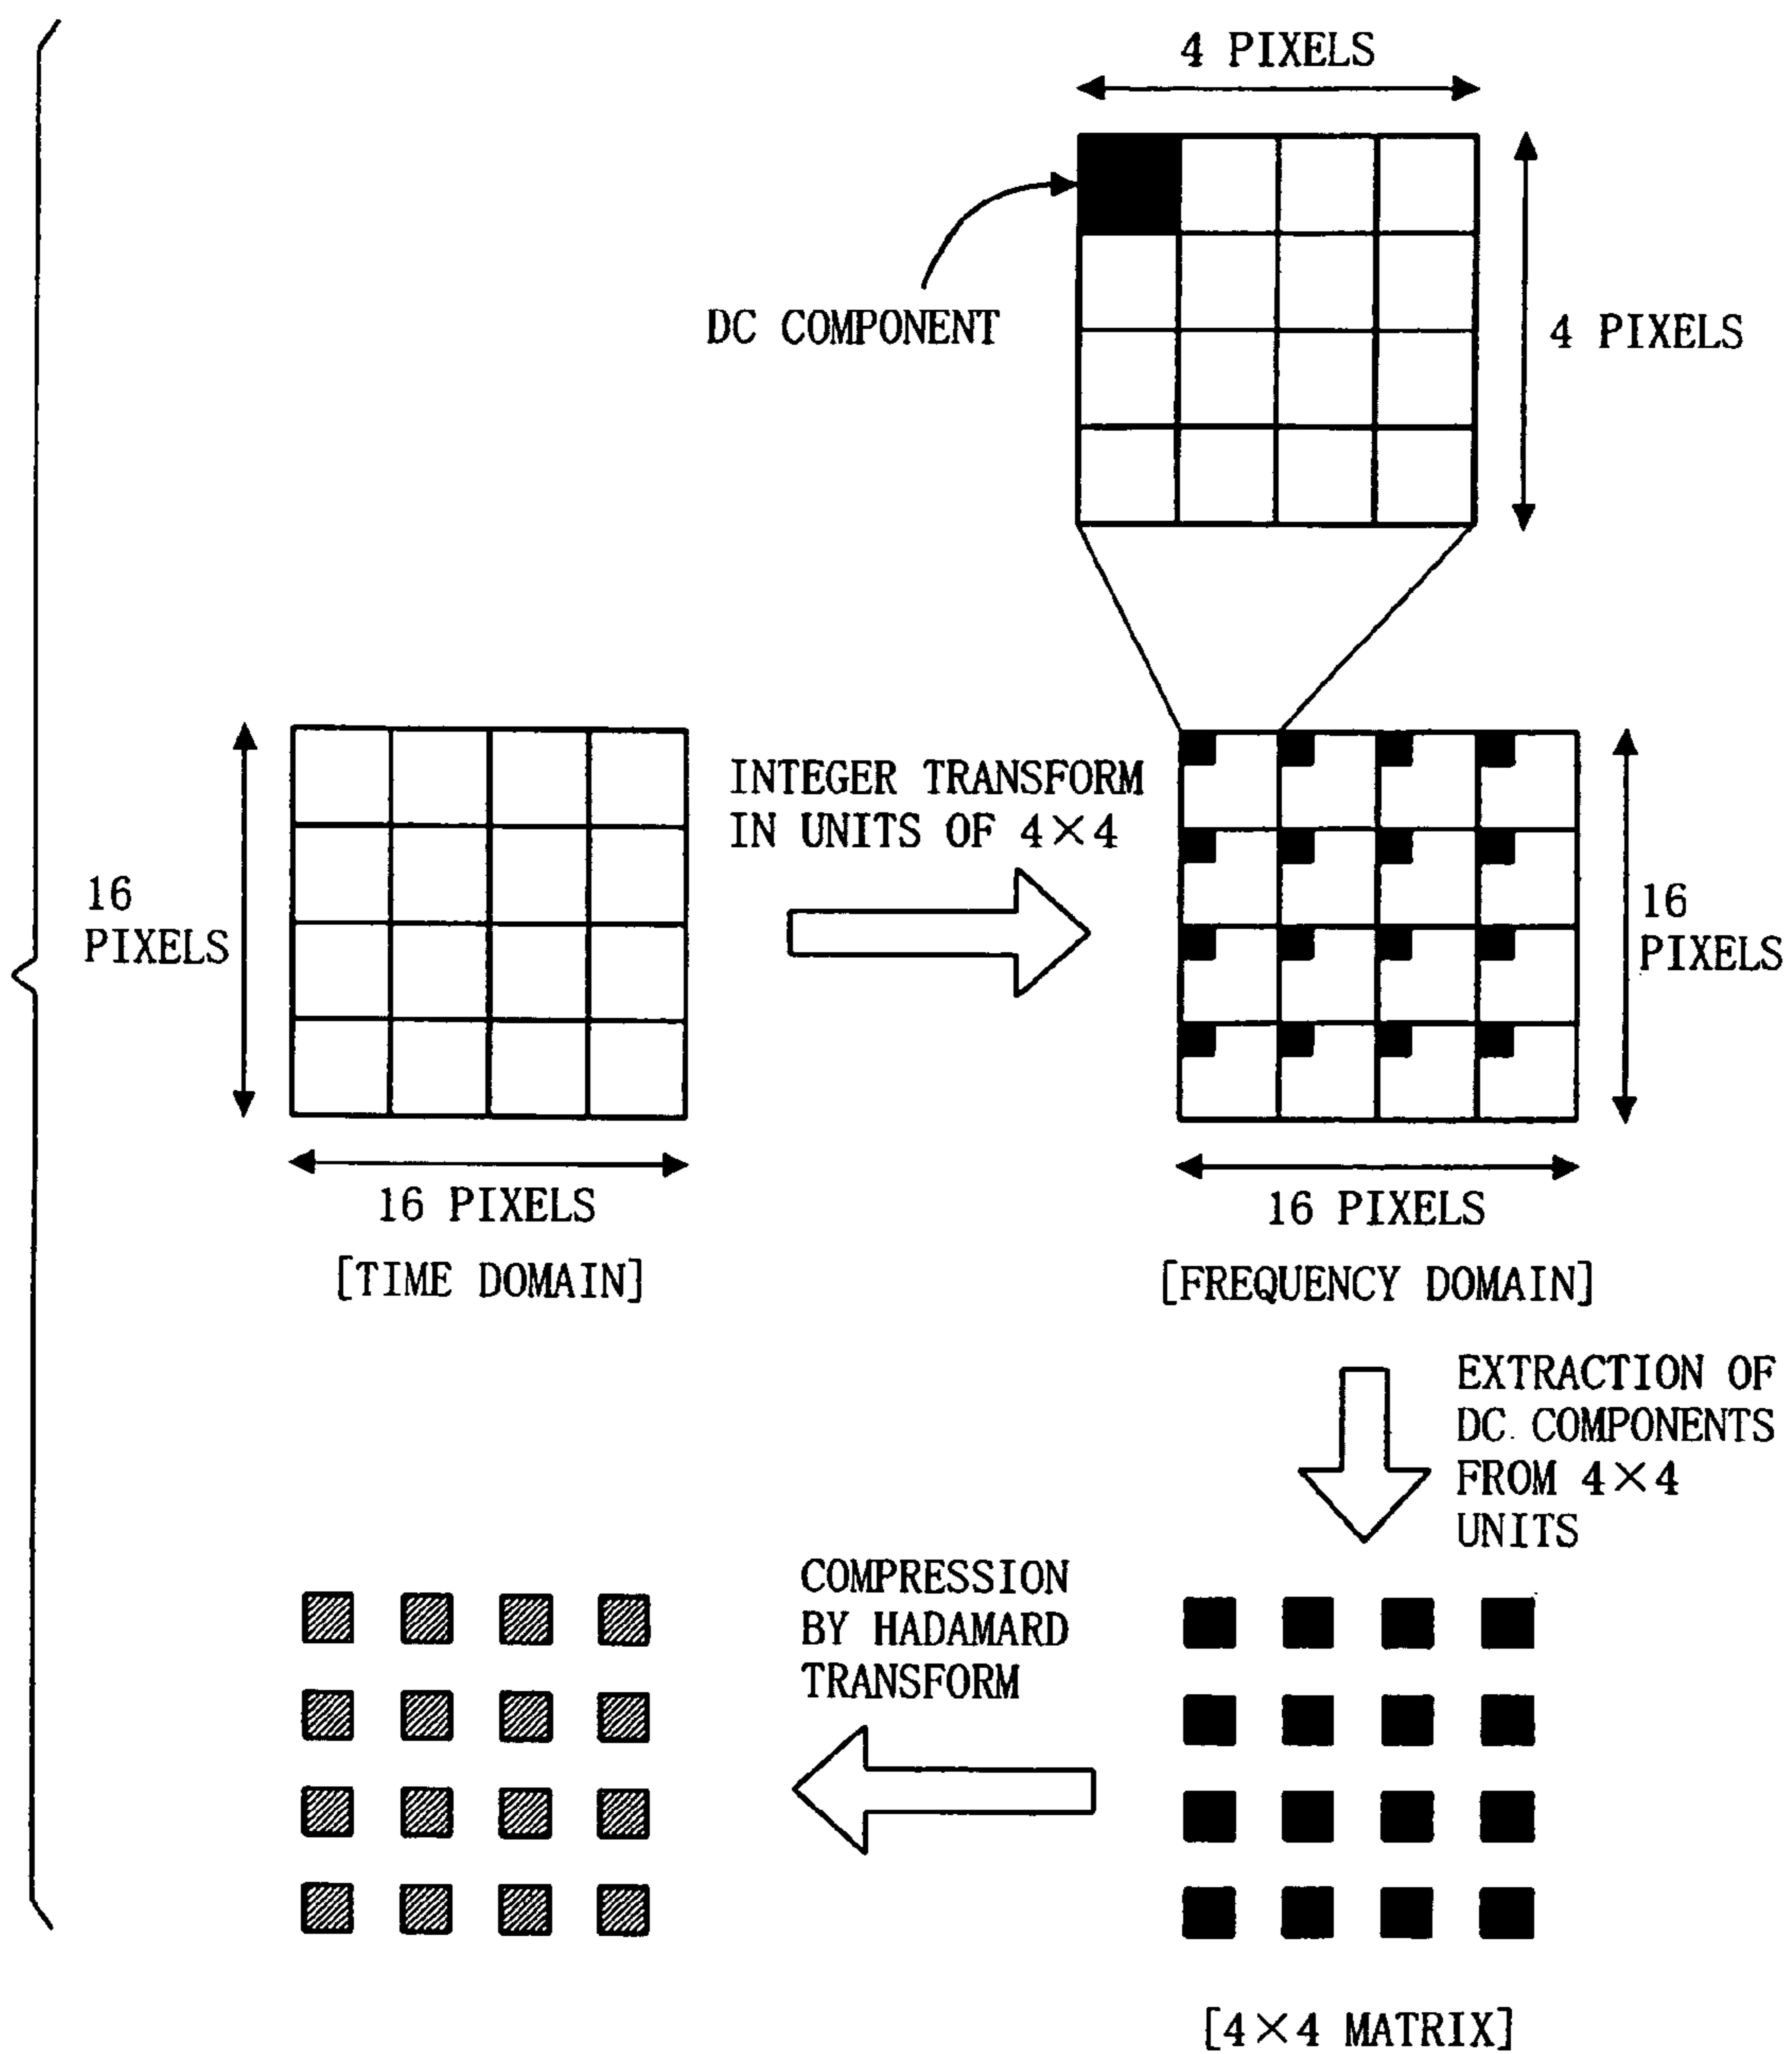 4 PIXELS
DC COMPONENT
4 PIXELS
INTEGER TRANSFORM
IN UNITS OF 4×4
16
PIXELS
16
PIXELS
16 PIXELS
16 PIXELS
[TIME DOMAIN]
[FREQUENCY DOMAIN]
EXTRACTION OF
DC COMPONENTS
FROM 4×4
UNITS
COMPRESSION
BY HADAMARD
TRANSFORM
[4×4 MATRIX]